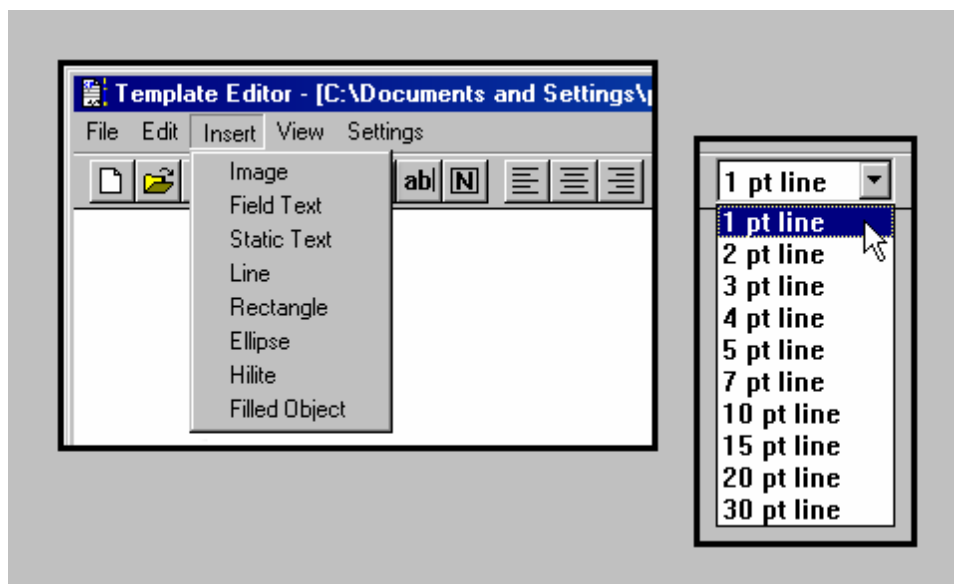 Template Editor - [C:\Documents and Settings\
File Edit Insert View Settings
ab N
Image
Field Text
Static Text
Line
Rectangle
Ellipse
Hilite
Filled Object
1 pt line
1 pt line
2 pt line
3 pt line
4 pt line
5 pt line
7 pt line
10 pt line
15 pt line
20 pt line
30 pt line